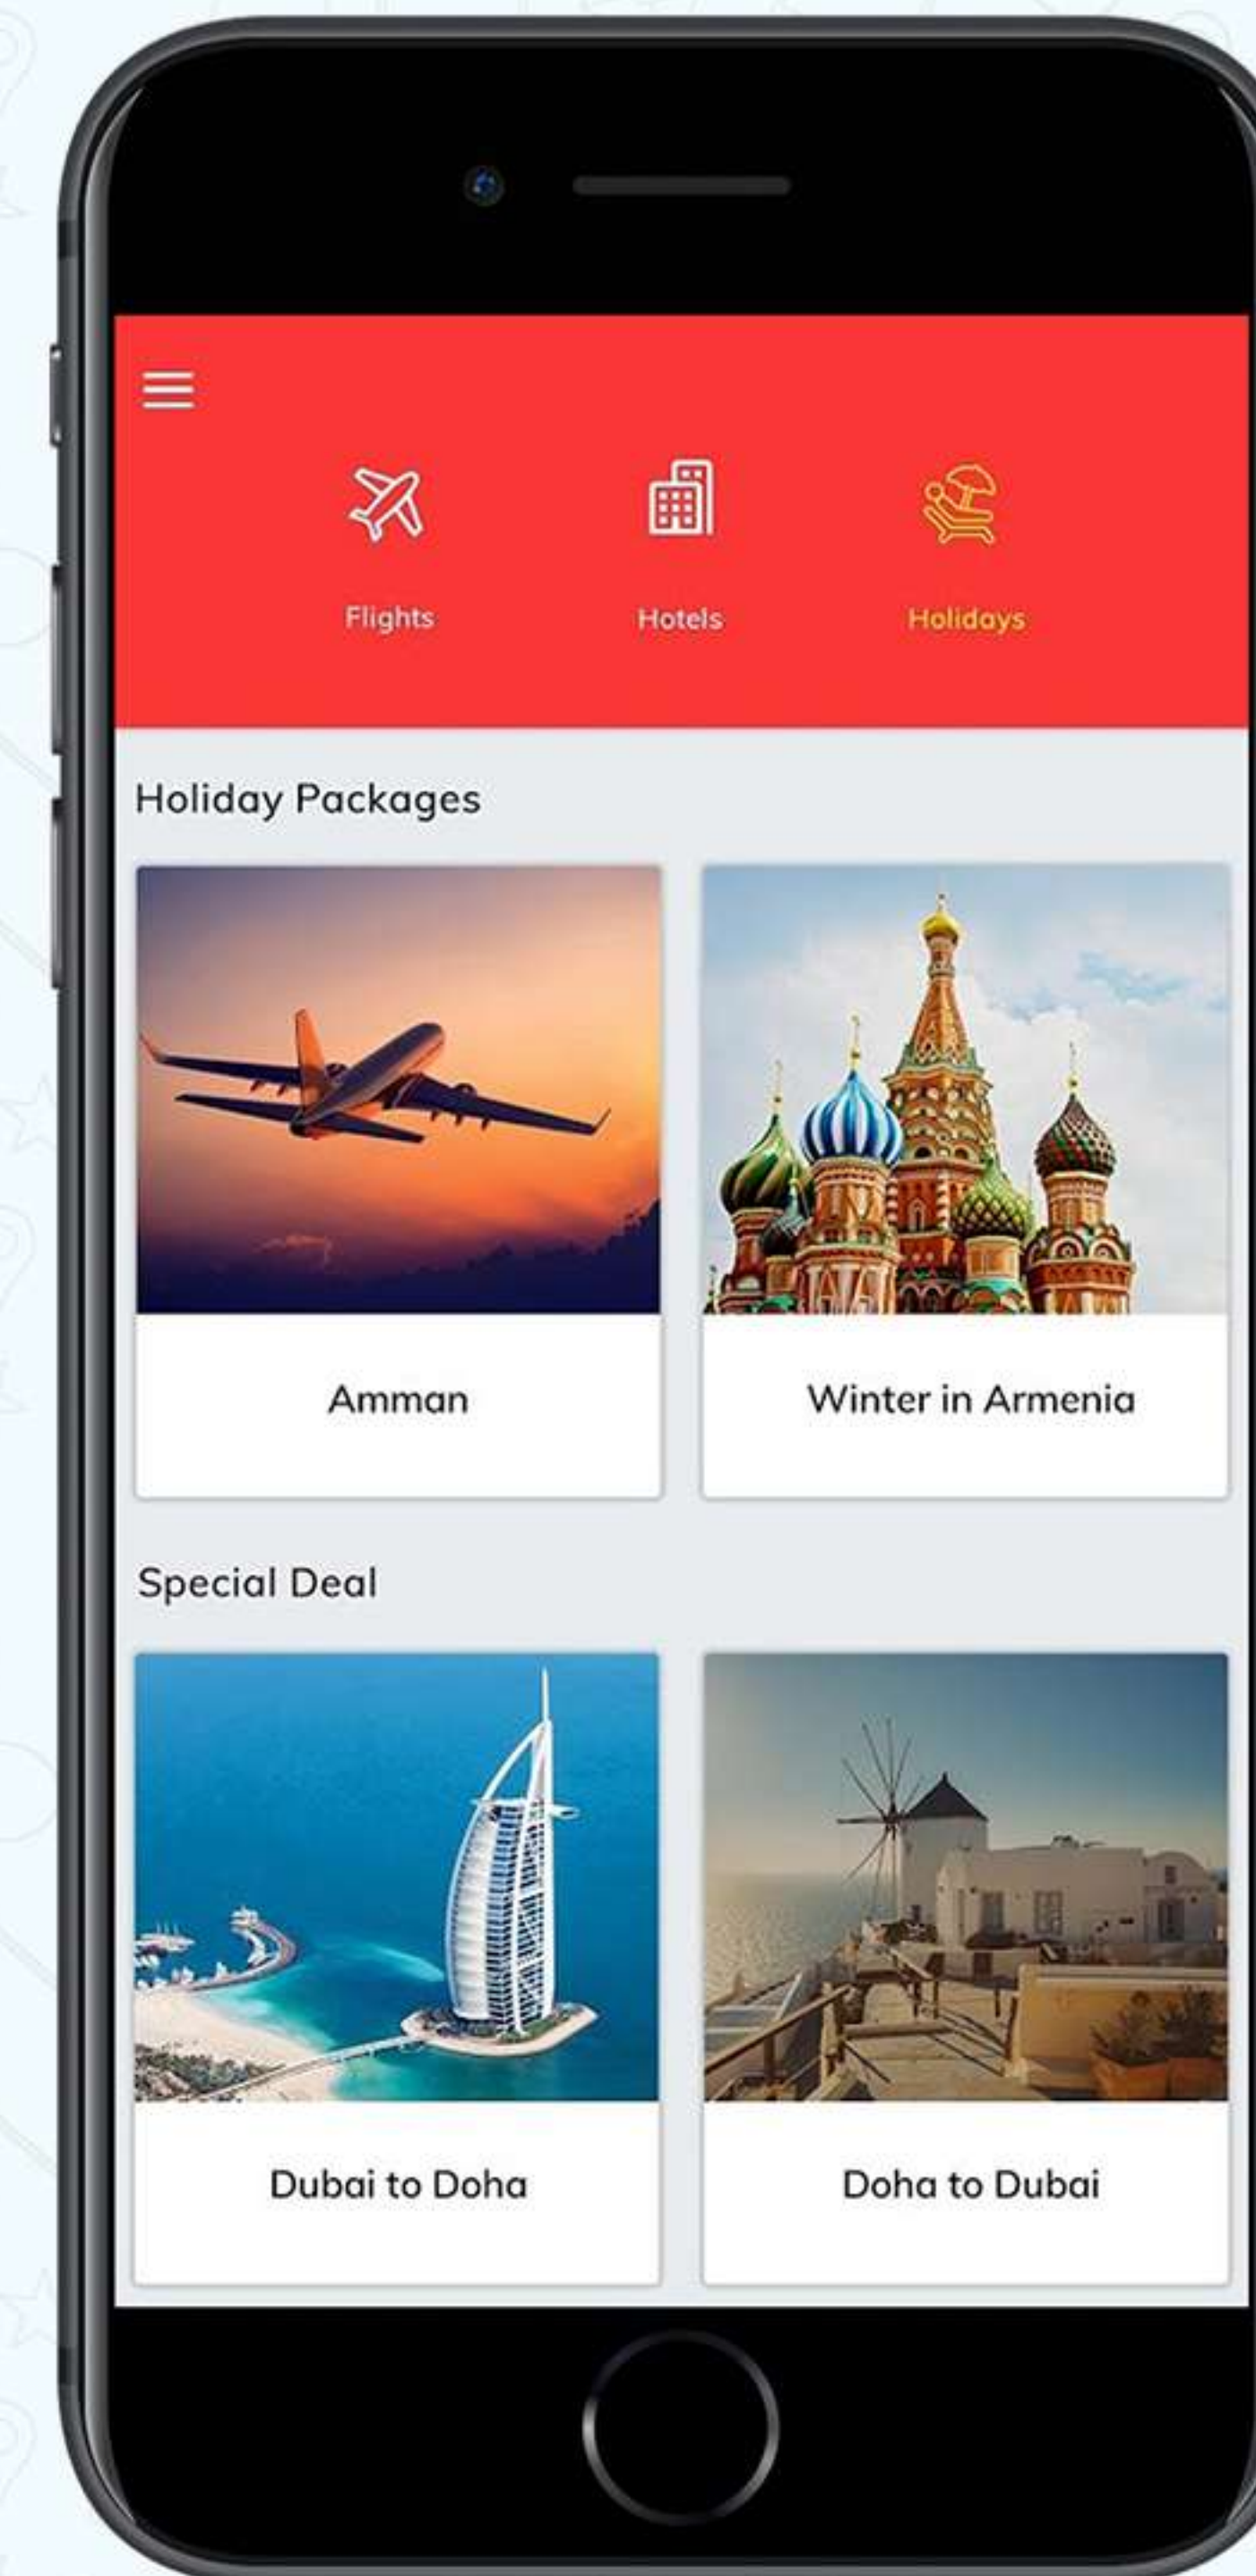 Flights
Hotels
Holidays
Holiday Packages
Amman
Winter in Armenia
Special Deal
Dubai to Doha
Doha to Dubai